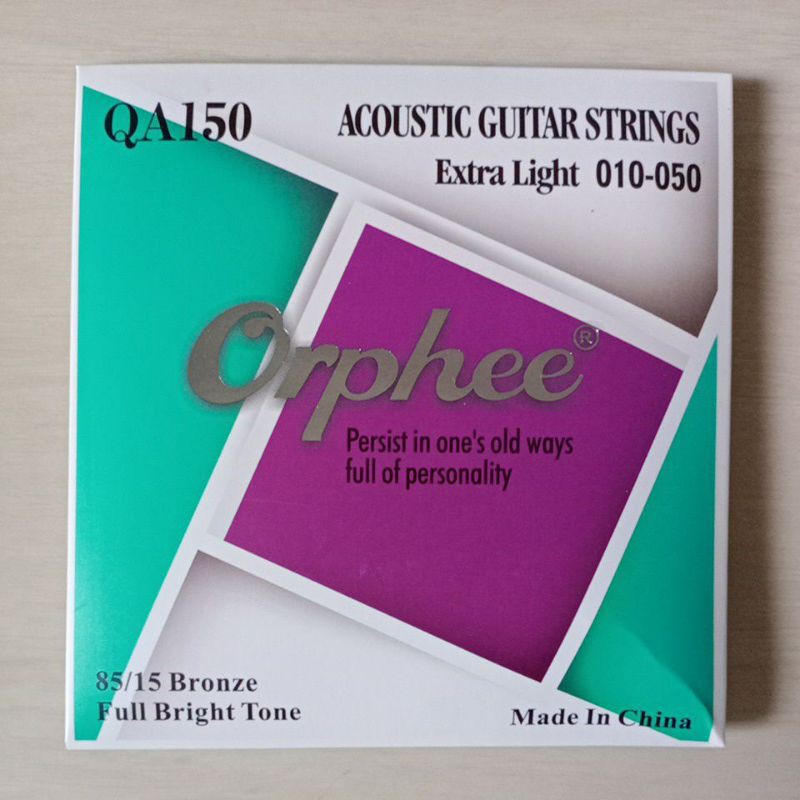 QA150
ACOUSTIC GUITAR STRINGS
Extra Light 010-050
Orphee®
Persist in one's old ways
full of personality
85/15 Bronze
Full Bright Tone
Made In China